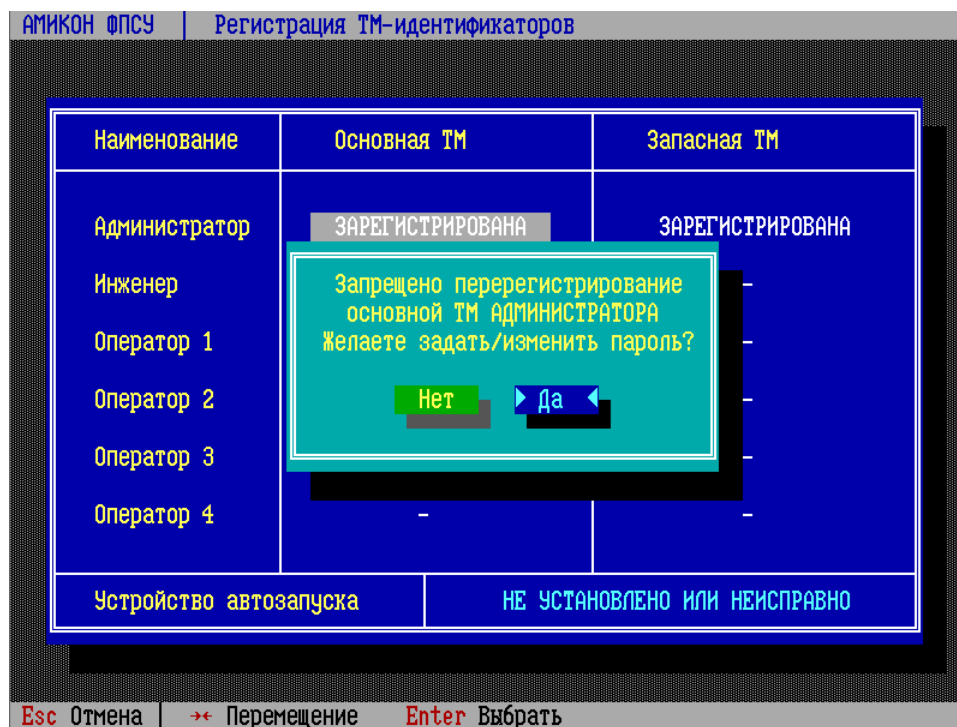 АМИКОН ФПСУ | Регистрация ТМ-идентификаторов
Наименование Основная ТМ Запасная ТМ
Администратор ЗАРЕГИСТРИРОВАНА ЗАРЕГИСТРИРОВАНА
Запрещено перерегистрирование
основной ТМ АДМИНИСТРАТОРА
Желаете задать/изменить пароль?
Нет Да
Инженер -
Оператор 1 -
Оператор 2 -
Оператор 3 -
Оператор 4 - -
Устройство автозапуска НЕ УСТАНОВЛЕНО ИЛИ НЕИСПРАВНО
Esc Отмена | →← Перемещение Enter Выбрать